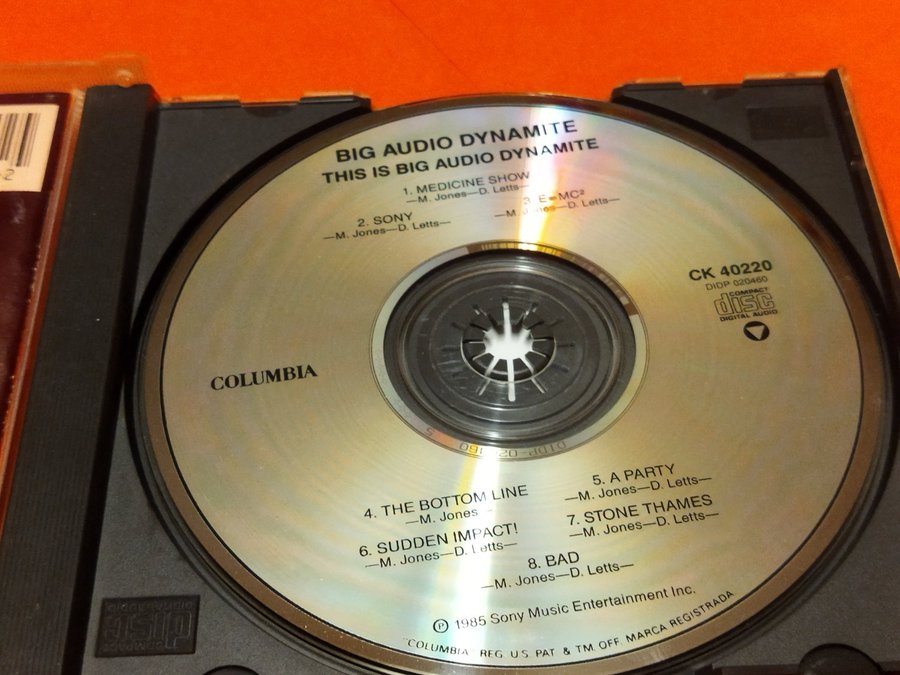 BIG AUDIO DYNAMITE
THIS IS BIG AUDIO DYNAMITE
1. MEDICINE SHOW
—M. Jones—D. Letts—
2. SONY
—M. Jones—D. Letts—
3. E=MC²
—M. Jones—D. Letts—
CK 40220
DIDP 020460
COMPACT
disc
DIGITAL AUDIO
COLUMBIA
4. THE BOTTOM LINE
—M. Jones—
5. A PARTY
—M. Jones—D. Letts—
6. SUDDEN IMPACT!
—M. Jones—D. Letts—
7. STONE THAMES
—M. Jones—D. Letts—
8. BAD
—M. Jones—D. Letts—
℗ 1985 Sony Music Entertainment Inc.
"COLUMBIA REG. U.S. PAT. & TM. OFF. MARCA REGISTRADA
disc